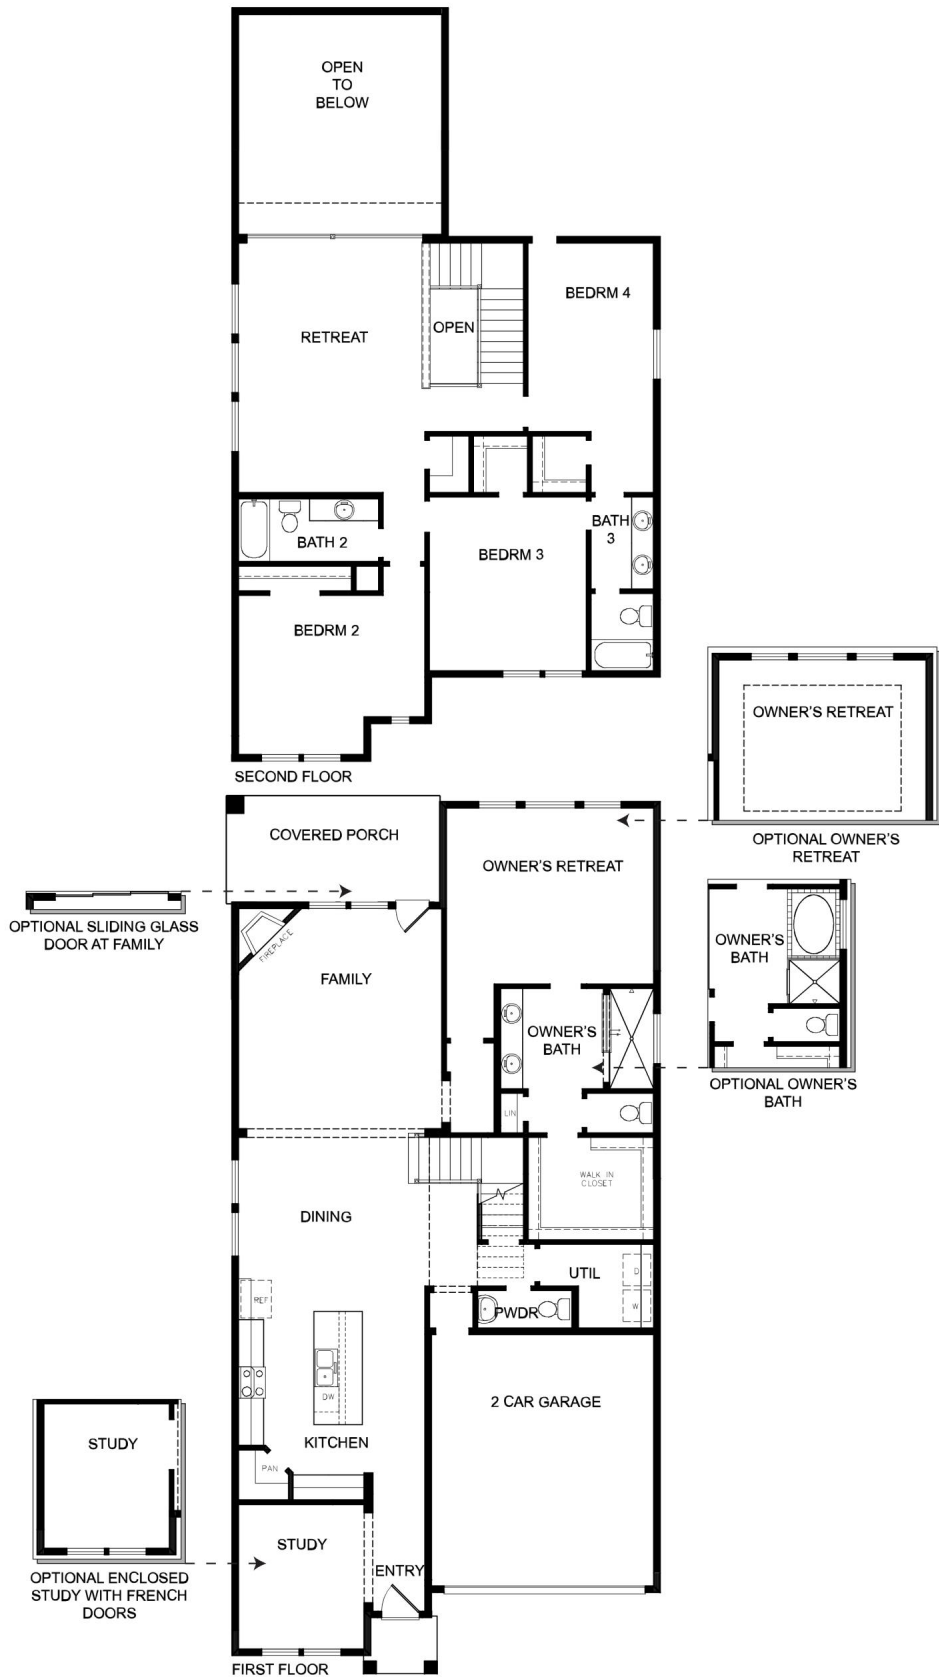 OPEN
TO
BELOW
BEDRM 4
OPEN
RETREAT
BATH 2
BATH
3
BEDRM 3
BEDRM 2
SECOND FLOOR
OWNER'S RETREAT
OPTIONAL OWNER'S
RETREAT
COVERED PORCH
OWNER'S RETREAT
OPTIONAL SLIDING GLASS
DOOR AT FAMILY
FIREPLACE
FAMILY
OWNER'S
BATH
OPTIONAL OWNER'S
BATH
OWNER'S
BATH
LIN
WALK IN
CLOSET
DINING
UTIL
D
W
REF
PWDR
DW
2 CAR GARAGE
KITCHEN
PAN
STUDY
OPTIONAL ENCLOSED
STUDY WITH FRENCH
DOORS
STUDY
ENTRY
FIRST FLOOR